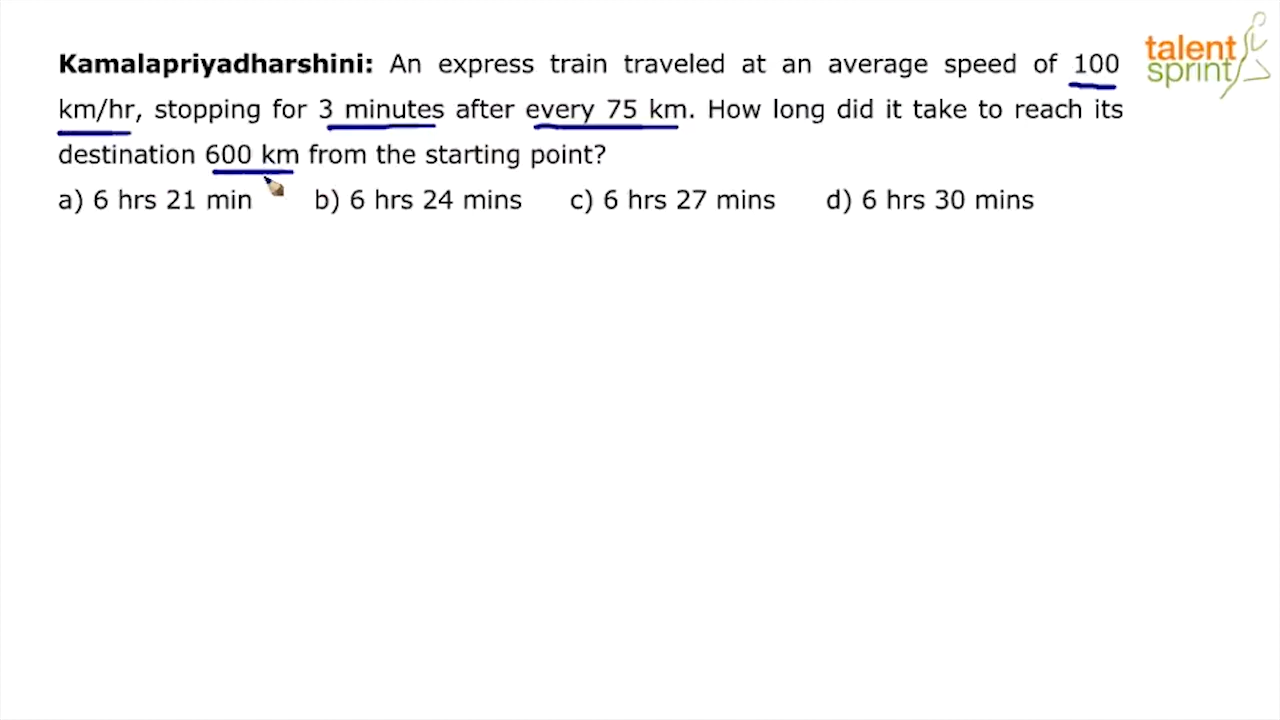 talent
sprint
Kamalapriyadharshini: An express train traveled at an average speed of 100
km/hr, stopping for 3 minutes after every 75 km. How long did it take to reach its
destination 600 km from the starting point?
a) 6 hrs 21 min b) 6 hrs 24 mins c) 6 hrs 27 mins d) 6 hrs 30 mins